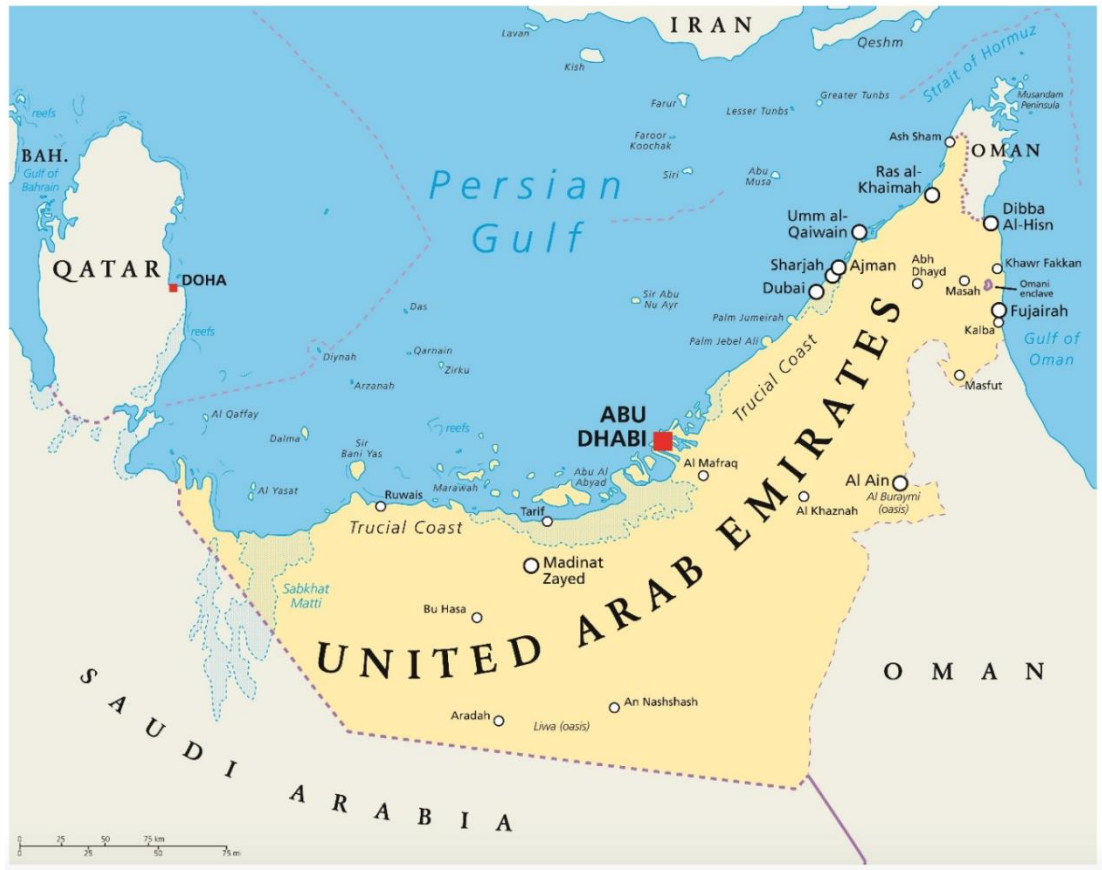 IRAN
Lavan
Kish
Qeshm
Strait of Hormuz
Musandam
Peninsula
Farur
Lesser Tunbs
Greater Tunbs
reefs
BAH.
Gulf of
Bahrain
Faroor
Koochak
Siri
Abu
Musa
Ash Sham
OMAN
Persian
Gulf
Ras al-
Khaimah
Umm al-
Qaiwain
Dibba
Al-Hisn
QATAR
DOHA
Sharjah
Ajman
Dubai
Abh
Dhayd
Khawr Fakkan
Masah
Omani
enclave
Fujairah
Kalba
Gulf of
Oman
Das
Sir Abu
Nu Ayr
Palm Jumeirah
Palm Jebel Ali
reefs
Diynah
Qarnain
Zirku
Arzanah
Trucial Coast
Masfut
Al Qaffay
Dalma
Sir
Bani Yas
reefs
ABU
DHABI
Al Mafraq
Al Yasat
Ruwais
Marawah
Abu Al
Abyad
Tarif
Al Khaznah
Al Ain
Al Buraymi
(oasis)
Trucial Coast
Sabkhat
Matti
Madinat
Zayed
Bu Hasa
UNITED ARAB EMIRATES
OMAN
SAUDI ARABIA
Aradah
Liwa (oasis)
An Nashshash
0 25 50 75 km
0 25 50 75 mi